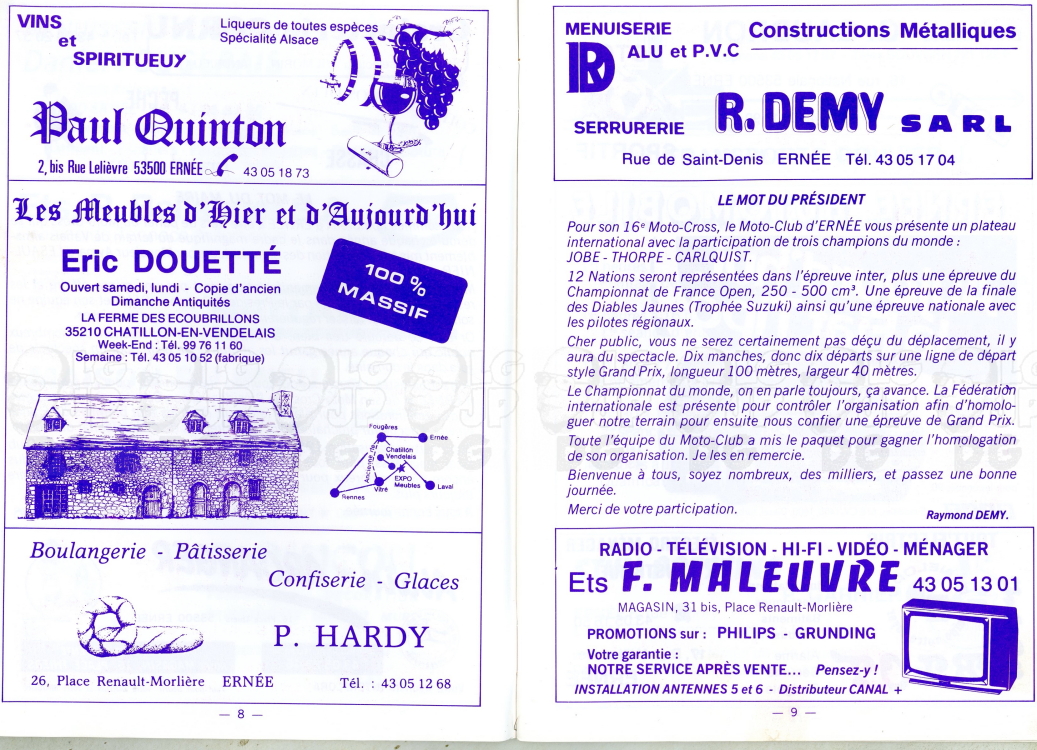 VINS
et
SPIRITUEUX
Liqueurs de toutes espèces
Spécialité Alsace
Paul Quinton
2, bis Rue Lelièvre 53500 ERNÉE 43 05 18 73
Les Meubles d'Hier et d'Aujourd'hui
Eric DOUETTÉ
100 %
MASSIF
Ouvert samedi, lundi - Copie d'ancien
Dimanche Antiquités
LA FERME DES ECOUBRILLONS
35210 CHATILLON-EN-VENDELAIS
Week-End : Tél. 99 76 11 60
Semaine : Tél. 43 05 10 52 (fabrique)
Fougères
Ernée
Chatillon
Vendelais
EXPO
Meubles
Laval
Vitré
Rennes
Boulangerie - Pâtisserie
Confiserie - Glaces
P. HARDY
26, Place Renault-Morlière ERNÉE Tél. : 43 05 12 68
— 8 —
MENUISERIE
ALU et P.V.C
Constructions Métalliques
SERRURERIE
R. DEMY SARL
Rue de Saint-Denis ERNÉE Tél. 43 05 17 04
LE MOT DU PRÉSIDENT
Pour son 16e Moto-Cross, le Moto-Club d'ERNÉE vous présente un plateau
international avec la participation de trois champions du monde :
JOBE - THORPE - CARLQUIST.
12 Nations seront représentées dans l'épreuve inter, plus une épreuve du
Championnat de France Open, 250 - 500 cm³. Une épreuve de la finale
des Diables Jaunes (Trophée Suzuki) ainsi qu'une épreuve nationale avec
les pilotes régionaux.
Cher public, vous ne serez certainement pas déçu du déplacement, il y
aura du spectacle. Dix manches, donc dix départs sur une ligne de départ
style Grand Prix, longueur 100 mètres, largeur 40 mètres.
Le Championnat du monde, on en parle toujours, ça avance. La Fédération
internationale est présente pour contrôler l'organisation afin d'homolo-
guer notre terrain pour ensuite nous confier une épreuve de Grand Prix.
Toute l'équipe du Moto-Club a mis le paquet pour gagner l'homologation
de son organisation. Je les en remercie.
Bienvenue à tous, soyez nombreux, des milliers, et passez une bonne
journée.
Merci de votre participation.
Raymond DEMY.
RADIO - TÉLÉVISION - HI-FI - VIDÉO - MÉNAGER
Ets F. MALEUVRE 43 05 13 01
MAGASIN, 31 bis, Place Renault-Morlière
PROMOTIONS sur : PHILIPS - GRUNDING
Votre garantie :
NOTRE SERVICE APRÈS VENTE... Pensez-y !
INSTALLATION ANTENNES 5 et 6 - Distributeur CANAL +
— 9 —